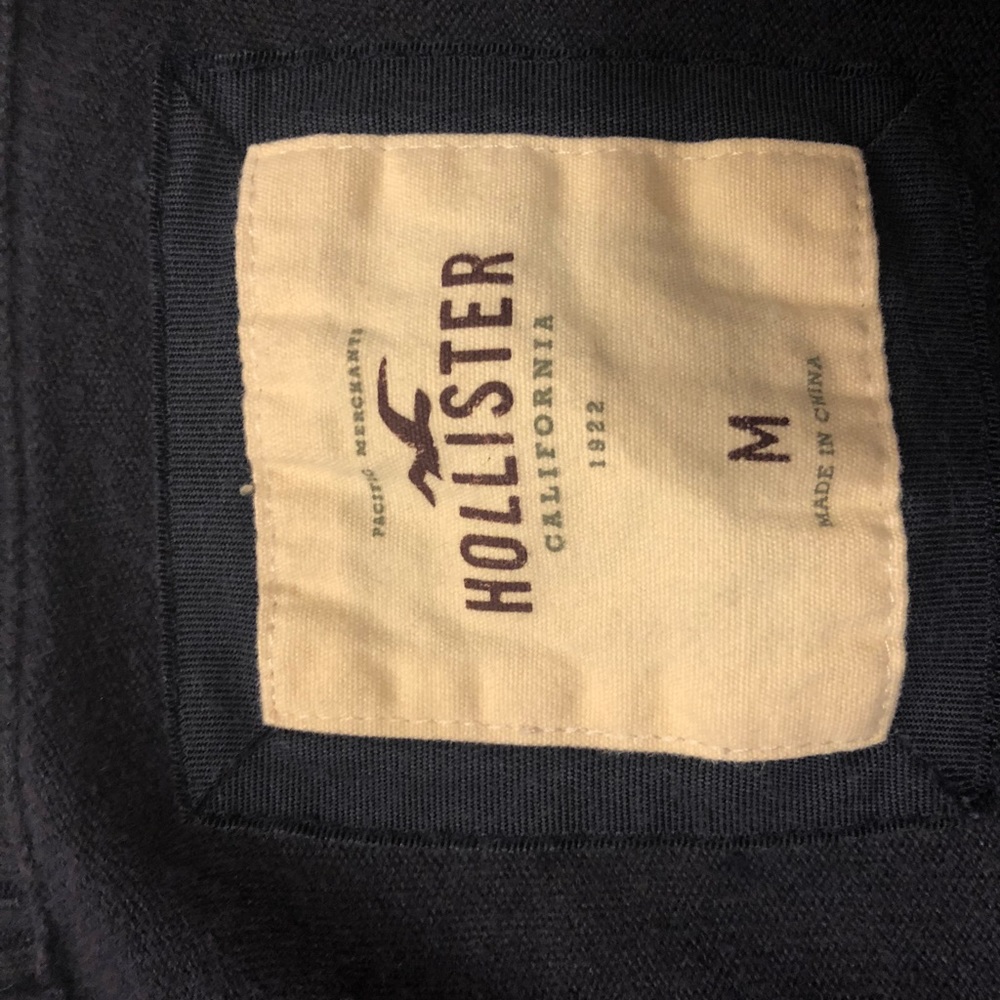 PACIFIC MERCHANTS
HOLLISTER
CALIFORNIA
1922
M
MADE IN CHINA